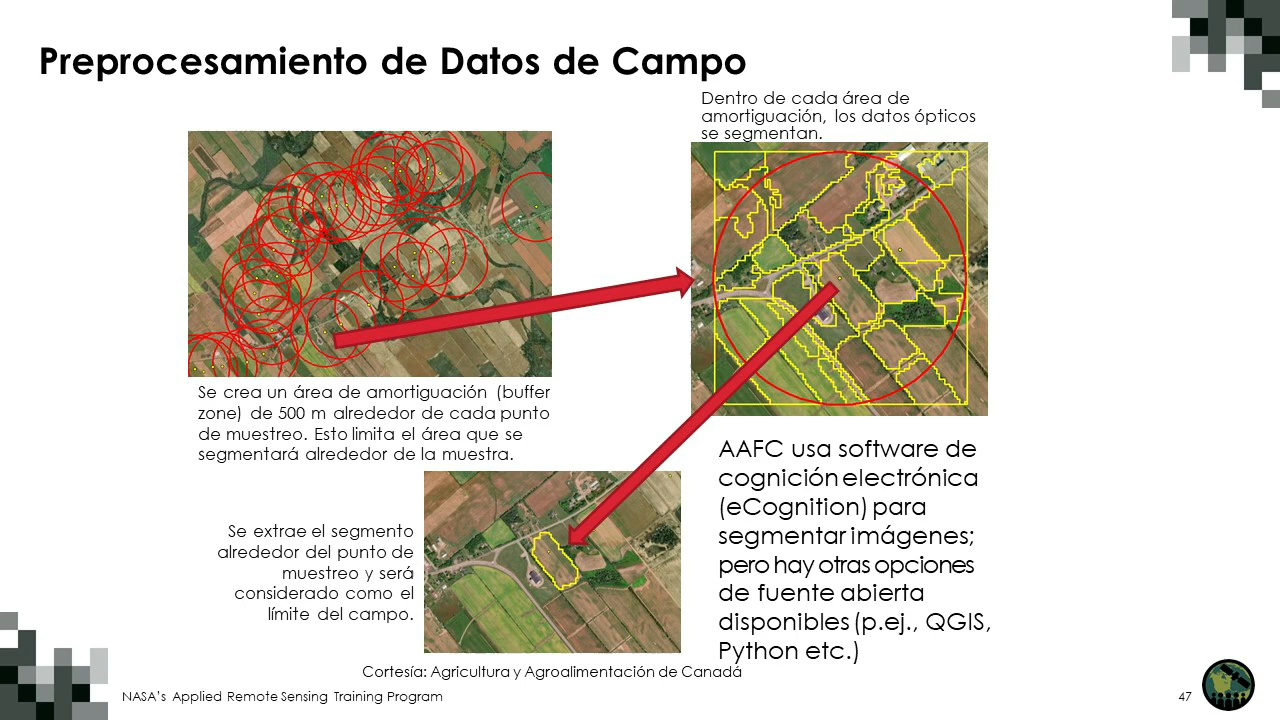 Preprocesamiento de Datos de Campo
Dentro de cada área de
amortiguación, los datos ópticos
se segmentan.
Se crea un área de amortiguación (buffer
zone) de 500 m alrededor de cada punto
de muestreo. Esto limita el área que se
segmentará alrededor de la muestra.
AAFC usa software de
cognición electrónica
(eCognition) para
segmentar imágenes;
pero hay otras opciones
de fuente abierta
disponibles (p.ej., QGIS,
Python etc.)
Se extrae el segmento
alrededor del punto de
muestreo y será
considerado como el
límite del campo.
Cortesía: Agricultura y Agroalimentación de Canadá
NASA's Applied Remote Sensing Training Program
47